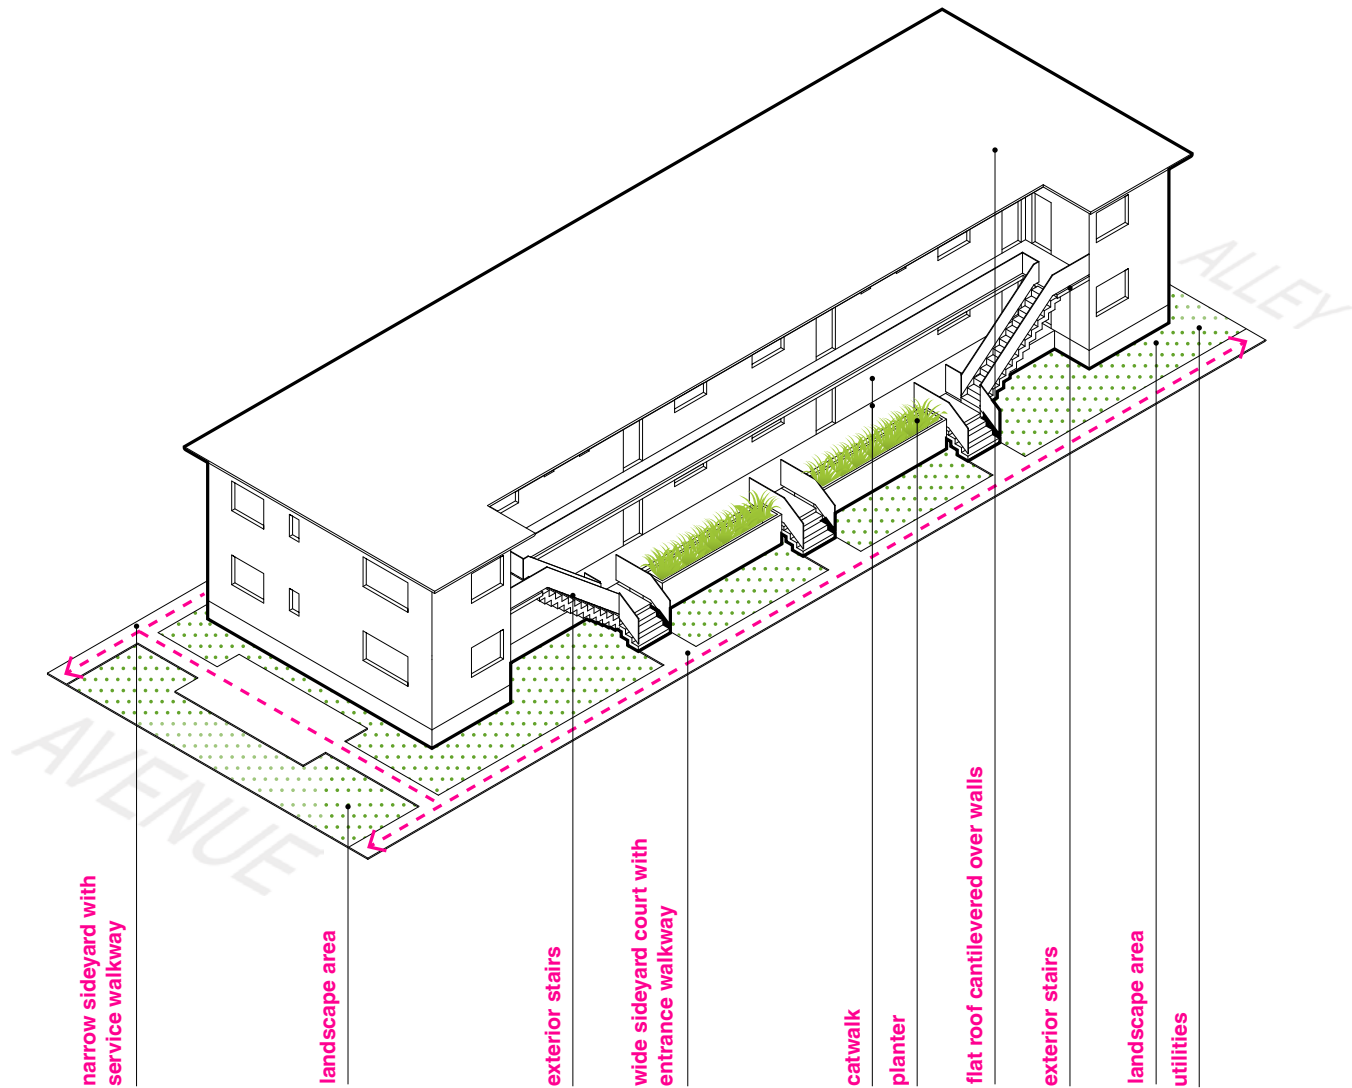 ALLEY
AVENUE
narrow sideyard with
service walkway
landscape area
exterior stairs
wide sideyard court with
entrance walkway
catwalk
planter
flat roof cantilevered over walls
exterior stairs
landscape area
utilities